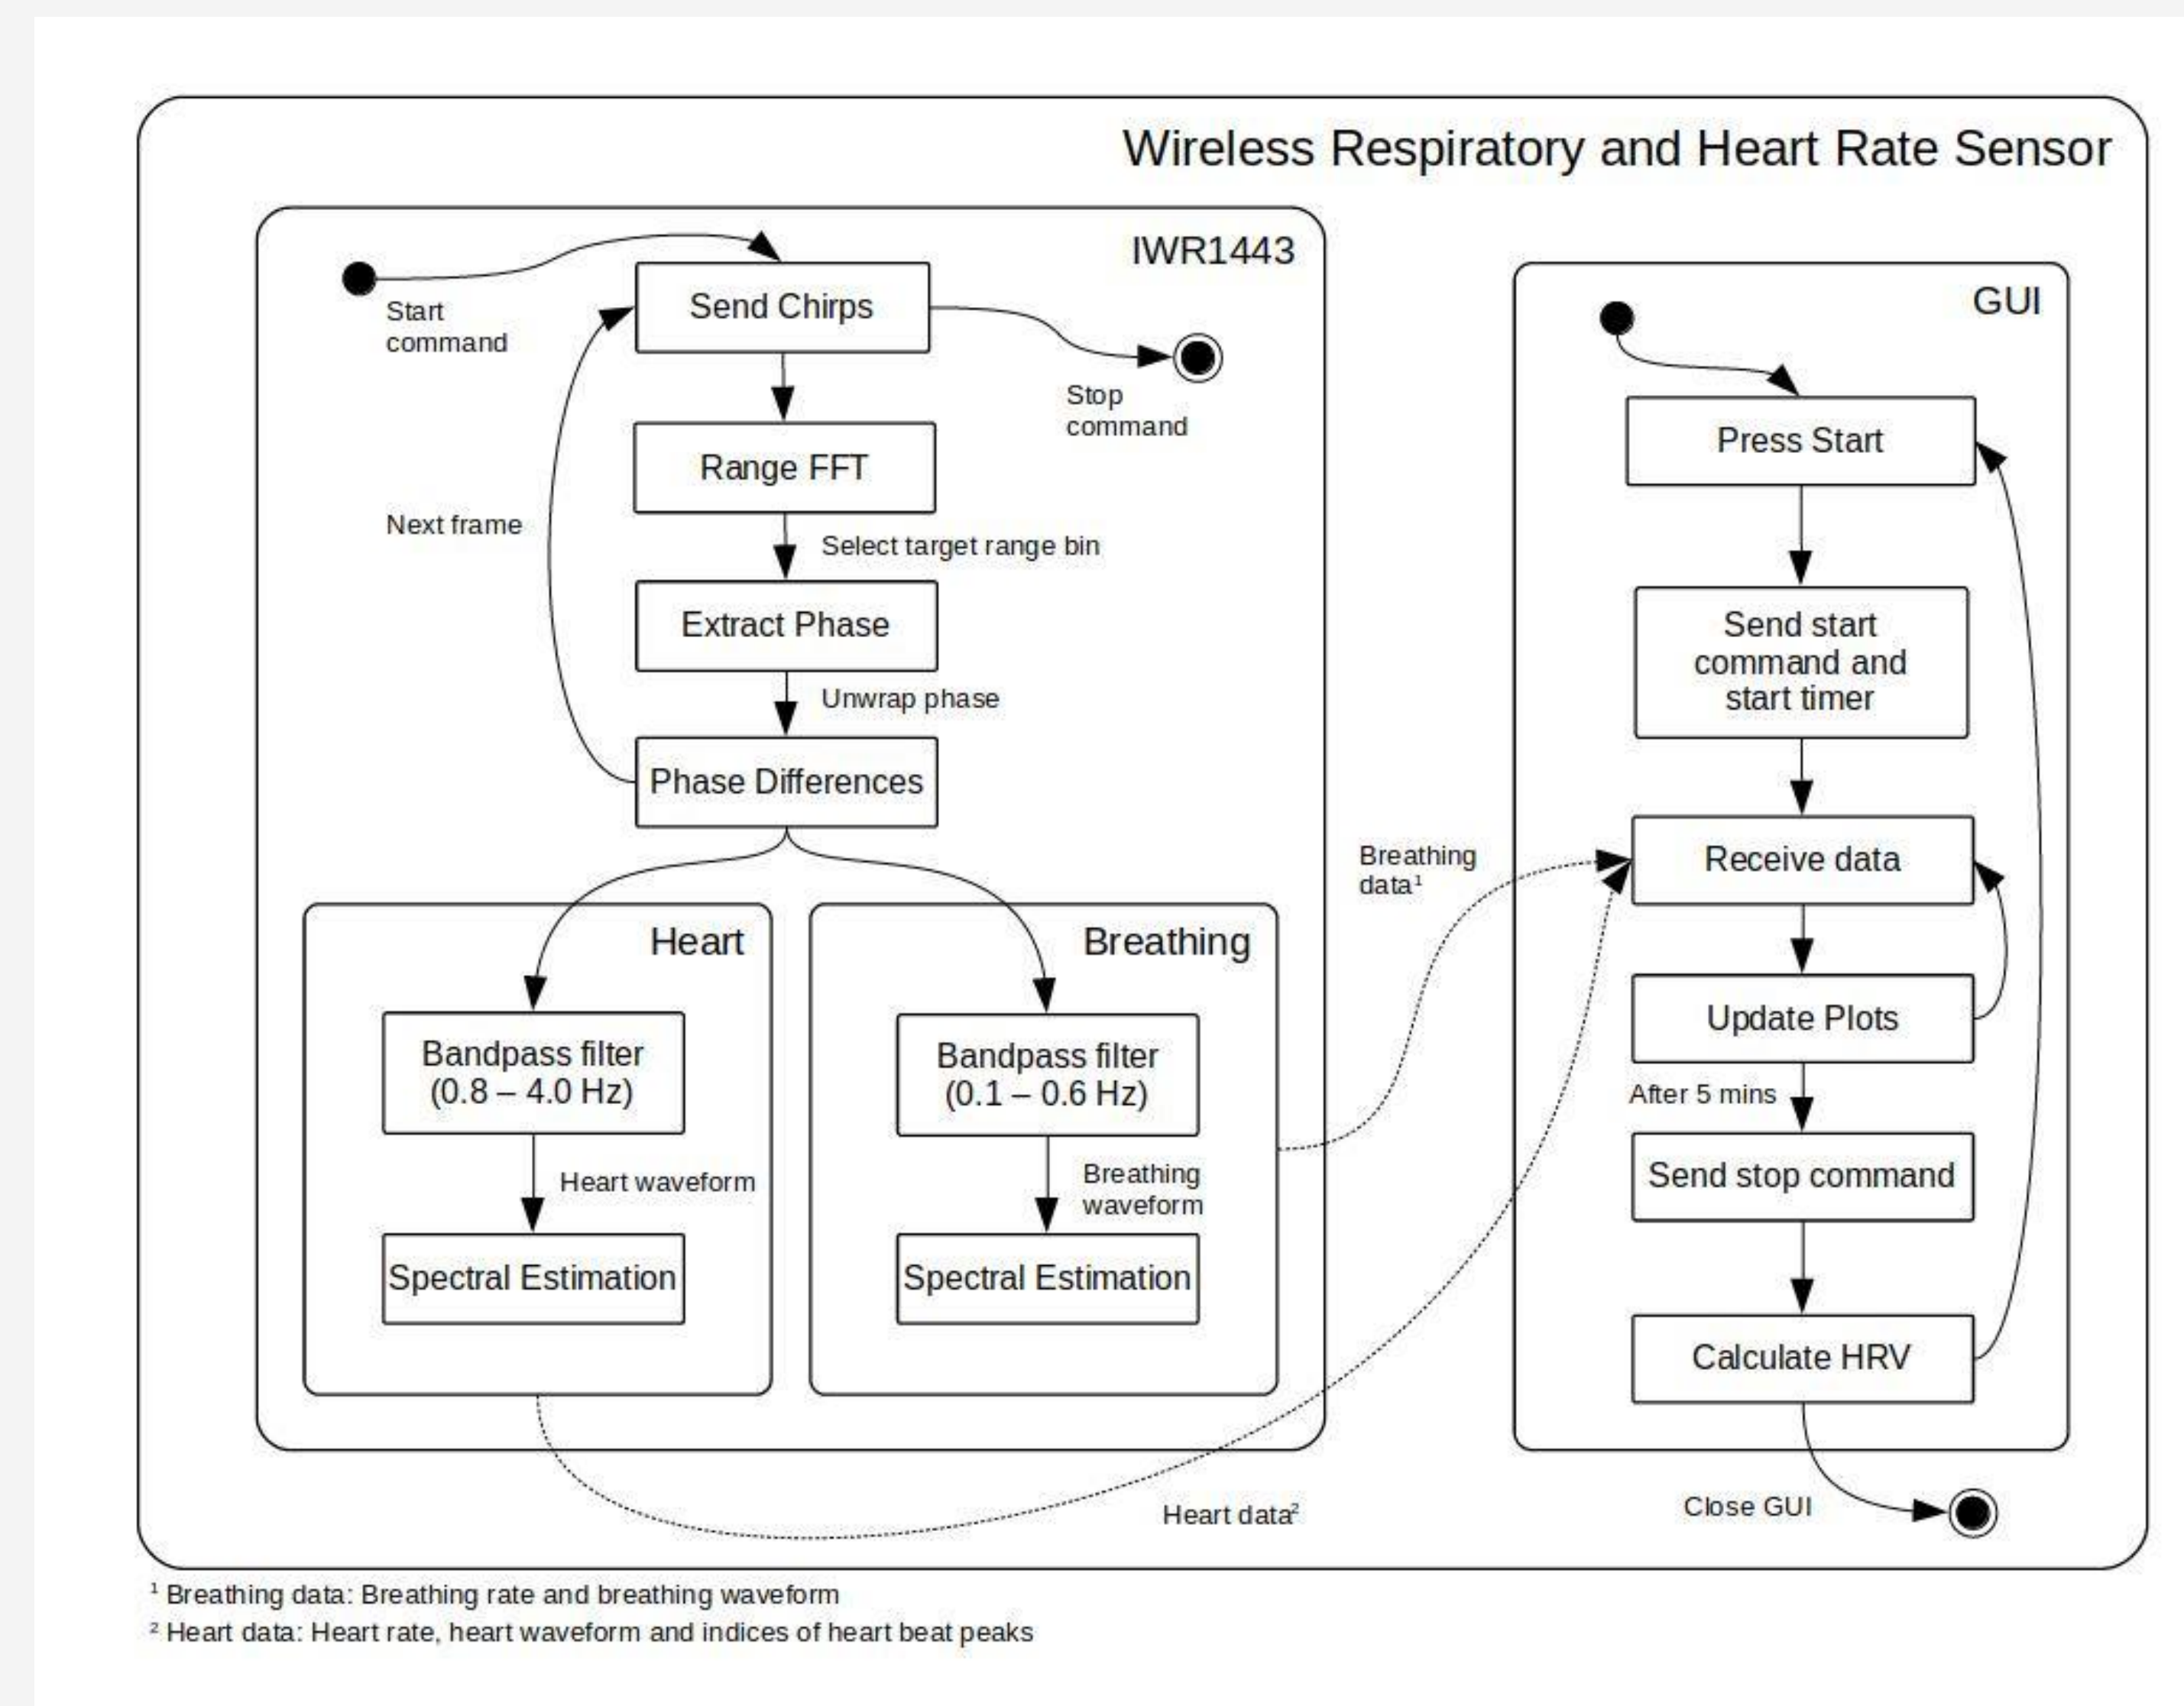 Wireless Respiratory and Heart Rate Sensor
IWR1443
Start
command
Send Chirps
Stop
command
Range FFT
Next frame
Select target range bin
Extract Phase
Unwrap phase
Phase Differences
Heart
Bandpass filter
(0.8 – 4.0 Hz)
Heart waveform
Spectral Estimation
Breathing
Bandpass filter
(0.1 – 0.6 Hz)
Breathing
waveform
Spectral Estimation
Breathing
data¹
Heart data²
GUI
Press Start
Send start
command and
start timer
Receive data
Update Plots
After 5 mins
Send stop command
Calculate HRV
Close GUI
¹ Breathing data: Breathing rate and breathing waveform
² Heart data: Heart rate, heart waveform and indices of heart beat peaks